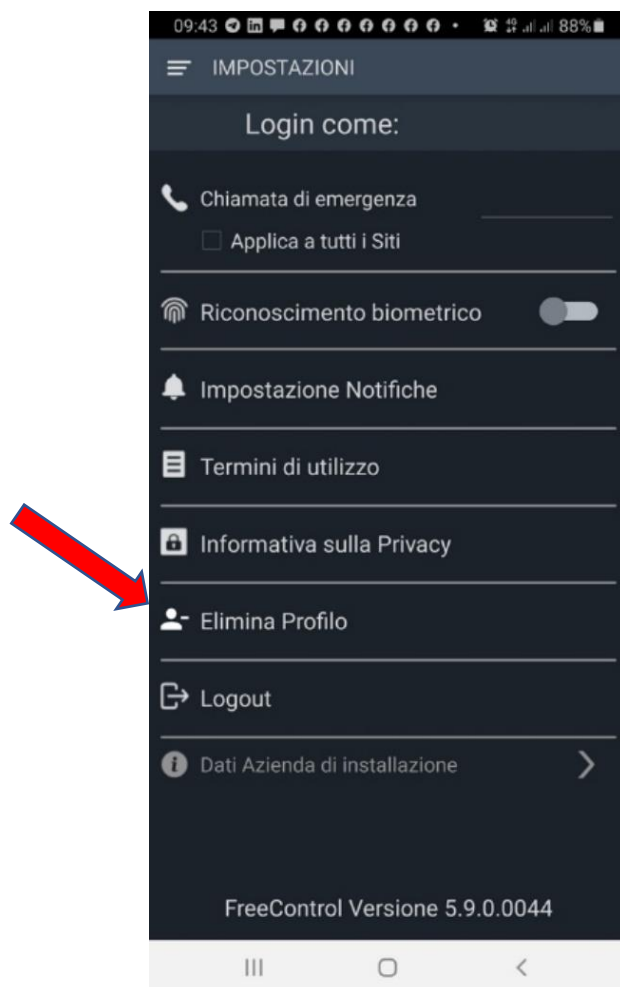 09:43 88%
IMPOSTAZIONI
Login come:
Chiamata di emergenza
Applica a tutti i Siti
Riconoscimento biometrico
Impostazione Notifiche
Termini di utilizzo
Informativa sulla Privacy
Elimina Profilo
Logout
Dati Azienda di installazione
FreeControl Versione 5.9.0.0044